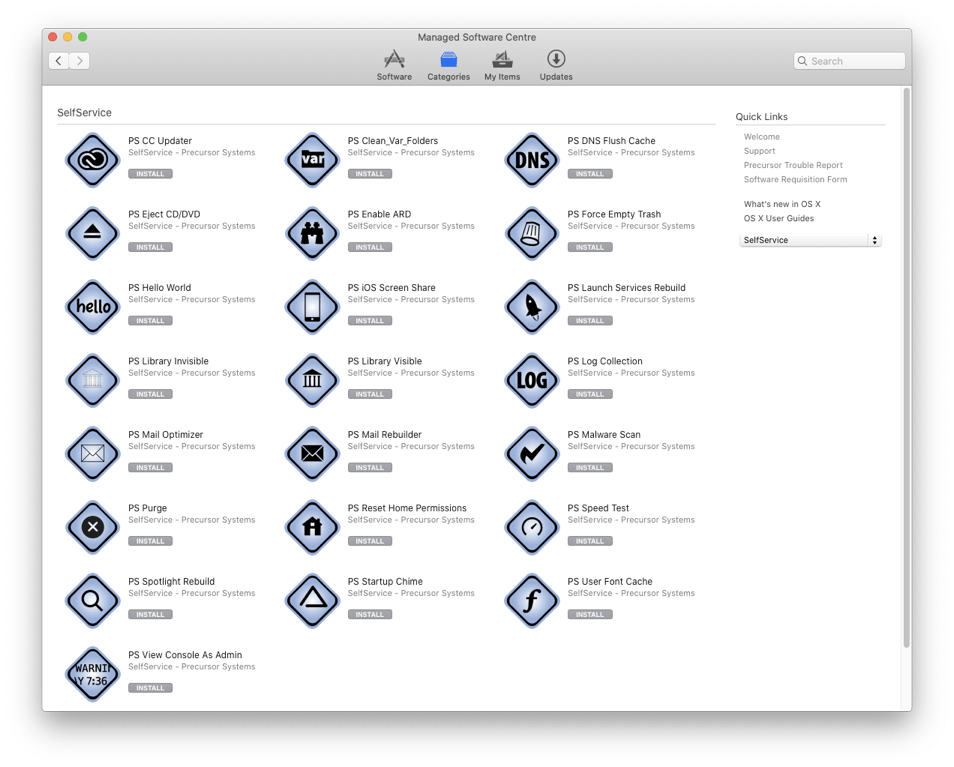 Managed Software Centre
Software
Categories
My Items
Updates
Search
SelfService
PS CC Updater
SelfService - Precursor Systems
INSTALL
var
PS Clean_Var_Folders
SelfService - Precursor Systems
INSTALL
DNS
PS DNS Flush Cache
SelfService - Precursor Systems
INSTALL
PS Eject CD/DVD
SelfService - Precursor Systems
INSTALL
PS Enable ARD
SelfService - Precursor Systems
INSTALL
PS Force Empty Trash
SelfService - Precursor Systems
INSTALL
hello
PS Hello World
SelfService - Precursor Systems
INSTALL
PS iOS Screen Share
SelfService - Precursor Systems
INSTALL
PS Launch Services Rebuild
SelfService - Precursor Systems
INSTALL
PS Library Invisible
SelfService - Precursor Systems
INSTALL
PS Library Visible
SelfService - Precursor Systems
INSTALL
LOG
PS Log Collection
SelfService - Precursor Systems
INSTALL
PS Mail Optimizer
SelfService - Precursor Systems
INSTALL
PS Mail Rebuilder
SelfService - Precursor Systems
INSTALL
PS Malware Scan
SelfService - Precursor Systems
INSTALL
PS Purge
SelfService - Precursor Systems
INSTALL
PS Reset Home Permissions
SelfService - Precursor Systems
INSTALL
PS Speed Test
SelfService - Precursor Systems
INSTALL
PS Spotlight Rebuild
SelfService - Precursor Systems
INSTALL
PS Startup Chime
SelfService - Precursor Systems
INSTALL
f
PS User Font Cache
SelfService - Precursor Systems
INSTALL
WARNIN
Y 7:36
PS View Console As Admin
SelfService - Precursor Systems
INSTALL
Quick Links
Welcome
Support
Precursor Trouble Report
Software Requisition Form
What's new in OS X
OS X User Guides
SelfService